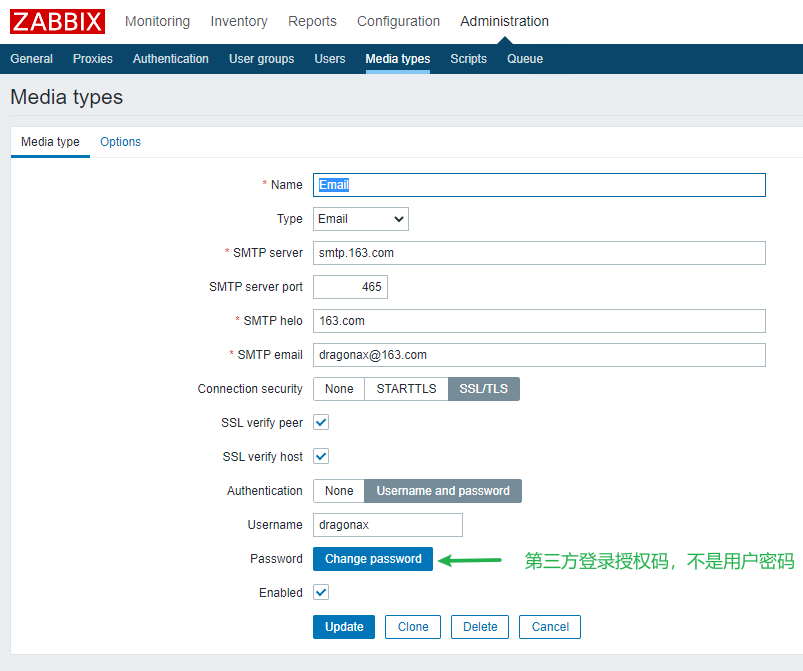 ZABBIX Monitoring Inventory Reports Configuration Administration
General Proxies Authentication User groups Users Media types Scripts Queue
Media types
Media type Options
* Name Email
Type Email
* SMTP server smtp.163.com
SMTP server port 465
* SMTP helo 163.com
* SMTP email dragonax@163.com
Connection security None STARTTLS SSL/TLS
SSL verify peer
SSL verify host
Authentication None Username and password
Username dragonax
Password Change password 第三方登录授权码，不是用户密码
Enabled
Update Clone Delete Cancel